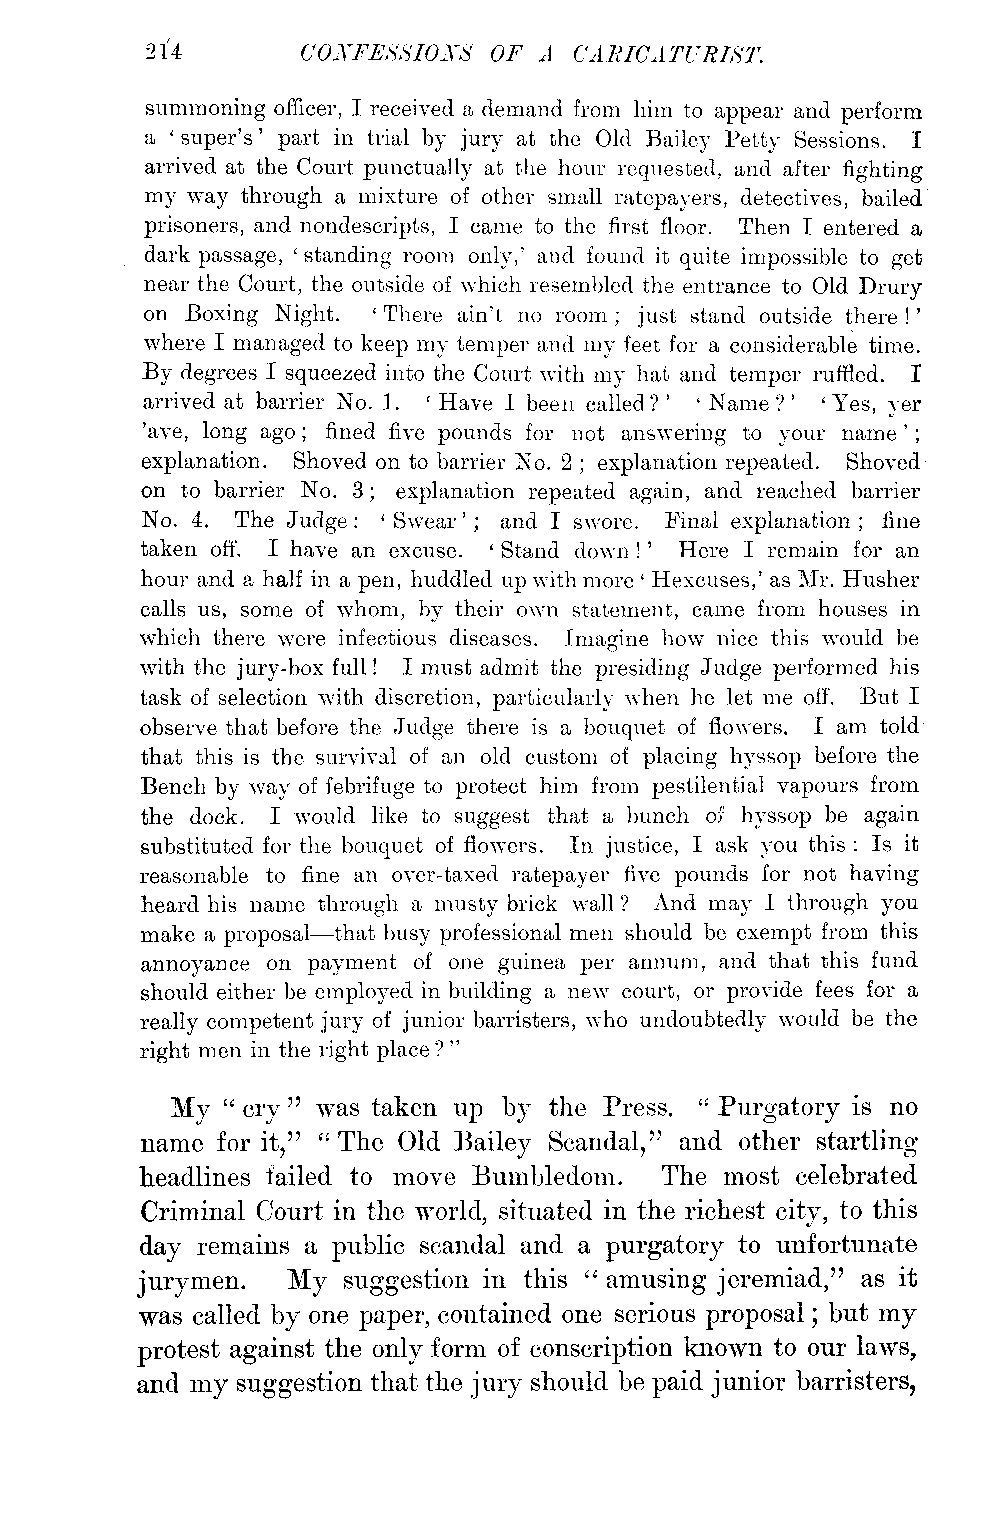 214 CONFESSIONS OF A CARICATURIST.
summoning officer, I received a demand from him to appear and perform
a ‘super's’ part in trial by jury at the Old Bailey Petty Sessions. I
arrived at the Court punctually at the hour requested, and after fighting
my way through a mixture of other small ratepayers, detectives, bailed
prisoners, and nondescripts, I came to the first floor. Then I entered a
dark passage, ‘standing room only,’ and found it quite impossible to get
near the Court, the outside of which resembled the entrance to Old Drury
on Boxing Night. ‘There ain't no room; just stand outside there!’
where I managed to keep my temper and my feet for a considerable time.
By degrees I squeezed into the Court with my hat and temper ruffled. I
arrived at barrier No. 1. ‘Have I been called?’ ‘Name?’ ‘Yes, yer
'ave, long ago; fined five pounds for not answering to your name’;
explanation. Shoved on to barrier No. 2; explanation repeated. Shoved
on to barrier No. 3; explanation repeated again, and reached barrier
No. 4. The Judge: ‘Swear’; and I swore. Final explanation; fine
taken off. I have an excuse. ‘Stand down!’ Here I remain for an
hour and a half in a pen, huddled up with more ‘Hexcuses,’ as Mr. Husher
calls us, some of whom, by their own statement, came from houses in
which there were infectious diseases. Imagine how nice this would be
with the jury-box full! I must admit the presiding Judge performed his
task of selection with discretion, particularly when he let me off. But I
observe that before the Judge there is a bouquet of flowers. I am told
that this is the survival of an old custom of placing hyssop before the
Bench by way of febrifuge to protect him from pestilential vapours from
the dock. I would like to suggest that a bunch of hyssop be again
substituted for the bouquet of flowers. In justice, I ask you this: Is it
reasonable to fine an over-taxed ratepayer five pounds for not having
heard his name through a musty brick wall? And may I through you
make a proposal—that busy professional men should be exempt from this
annoyance on payment of one guinea per annum, and that this fund
should either be employed in building a new court, or provide fees for a
really competent jury of junior barristers, who undoubtedly would be the
right men in the right place?”
My “cry” was taken up by the Press. “Purgatory is no
name for it,” “The Old Bailey Scandal,” and other startling
headlines failed to move Bumbledom. The most celebrated
Criminal Court in the world, situated in the richest city, to this
day remains a public scandal and a purgatory to unfortunate
jurymen. My suggestion in this “amusing jeremiad,” as it
was called by one paper, contained one serious proposal; but my
protest against the only form of conscription known to our laws,
and my suggestion that the jury should be paid junior barristers,